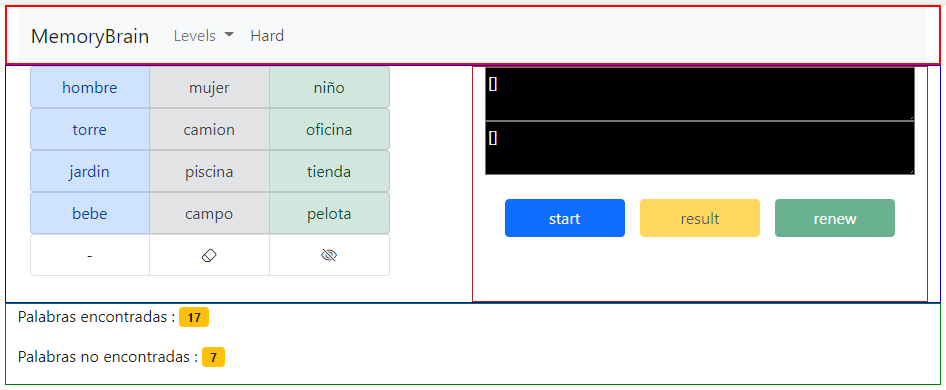 MemoryBrain Levels Hard
hombre mujer niño
torre camion oficina
jardin piscina tienda
bebe campo pelota
-
[]
[]
start result renew
Palabras encontradas : 17
Palabras no encontradas : 7